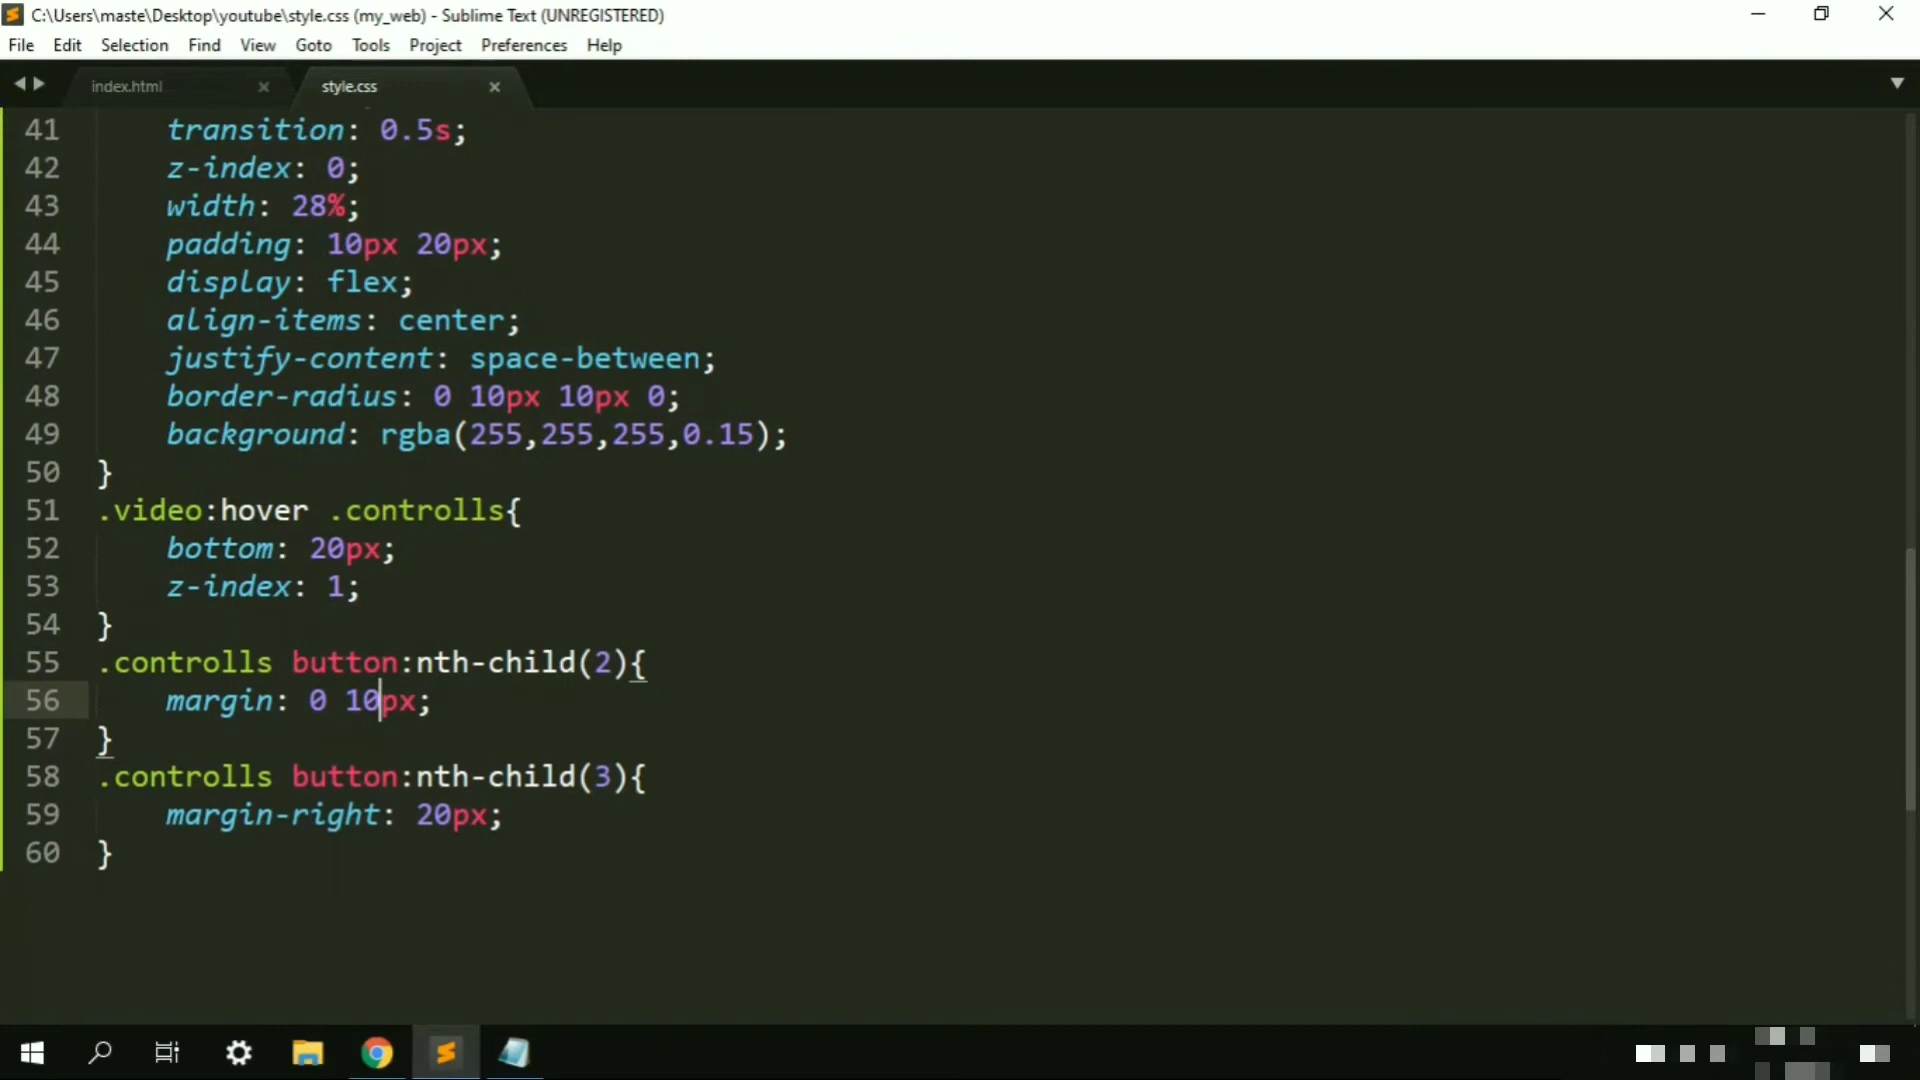 C:\Users\maste\Desktop\youtube\style.css (my_web) - Sublime Text (UNREGISTERED)
File Edit Selection Find View Goto Tools Project Preferences Help
index.html style.css
41 transition: 0.5s;
42 z-index: 0;
43 width: 28%;
44 padding: 10px 20px;
45 display: flex;
46 align-items: center;
47 justify-content: space-between;
48 border-radius: 0 10px 10px 0;
49 background: rgba(255,255,255,0.15);
50 }
51 .video:hover .controlls{
52 bottom: 20px;
53 z-index: 1;
54 }
55 .controlls button:nth-child(2){
56 margin: 0 10px;
57 }
58 .controlls button:nth-child(3){
59 margin-right: 20px;
60 }